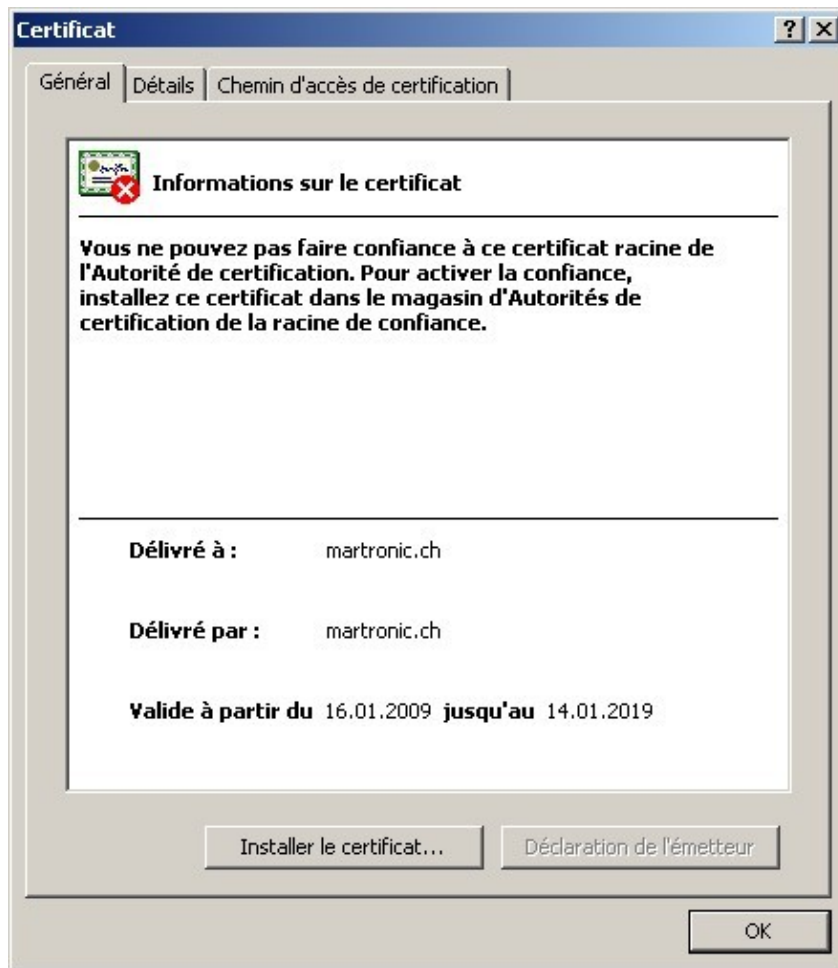 Certificat
Général
Détails
Chemin d'accès de certification
Informations sur le certificat
Vous ne pouvez pas faire confiance à ce certificat racine de
l'Autorité de certification. Pour activer la confiance,
installez ce certificat dans le magasin d'Autorités de
certification de la racine de confiance.
Délivré à : martronic.ch
Délivré par : martronic.ch
Valide à partir du 16.01.2009 jusqu'au 14.01.2019
Installer le certificat...
Déclaration de l'émetteur
OK